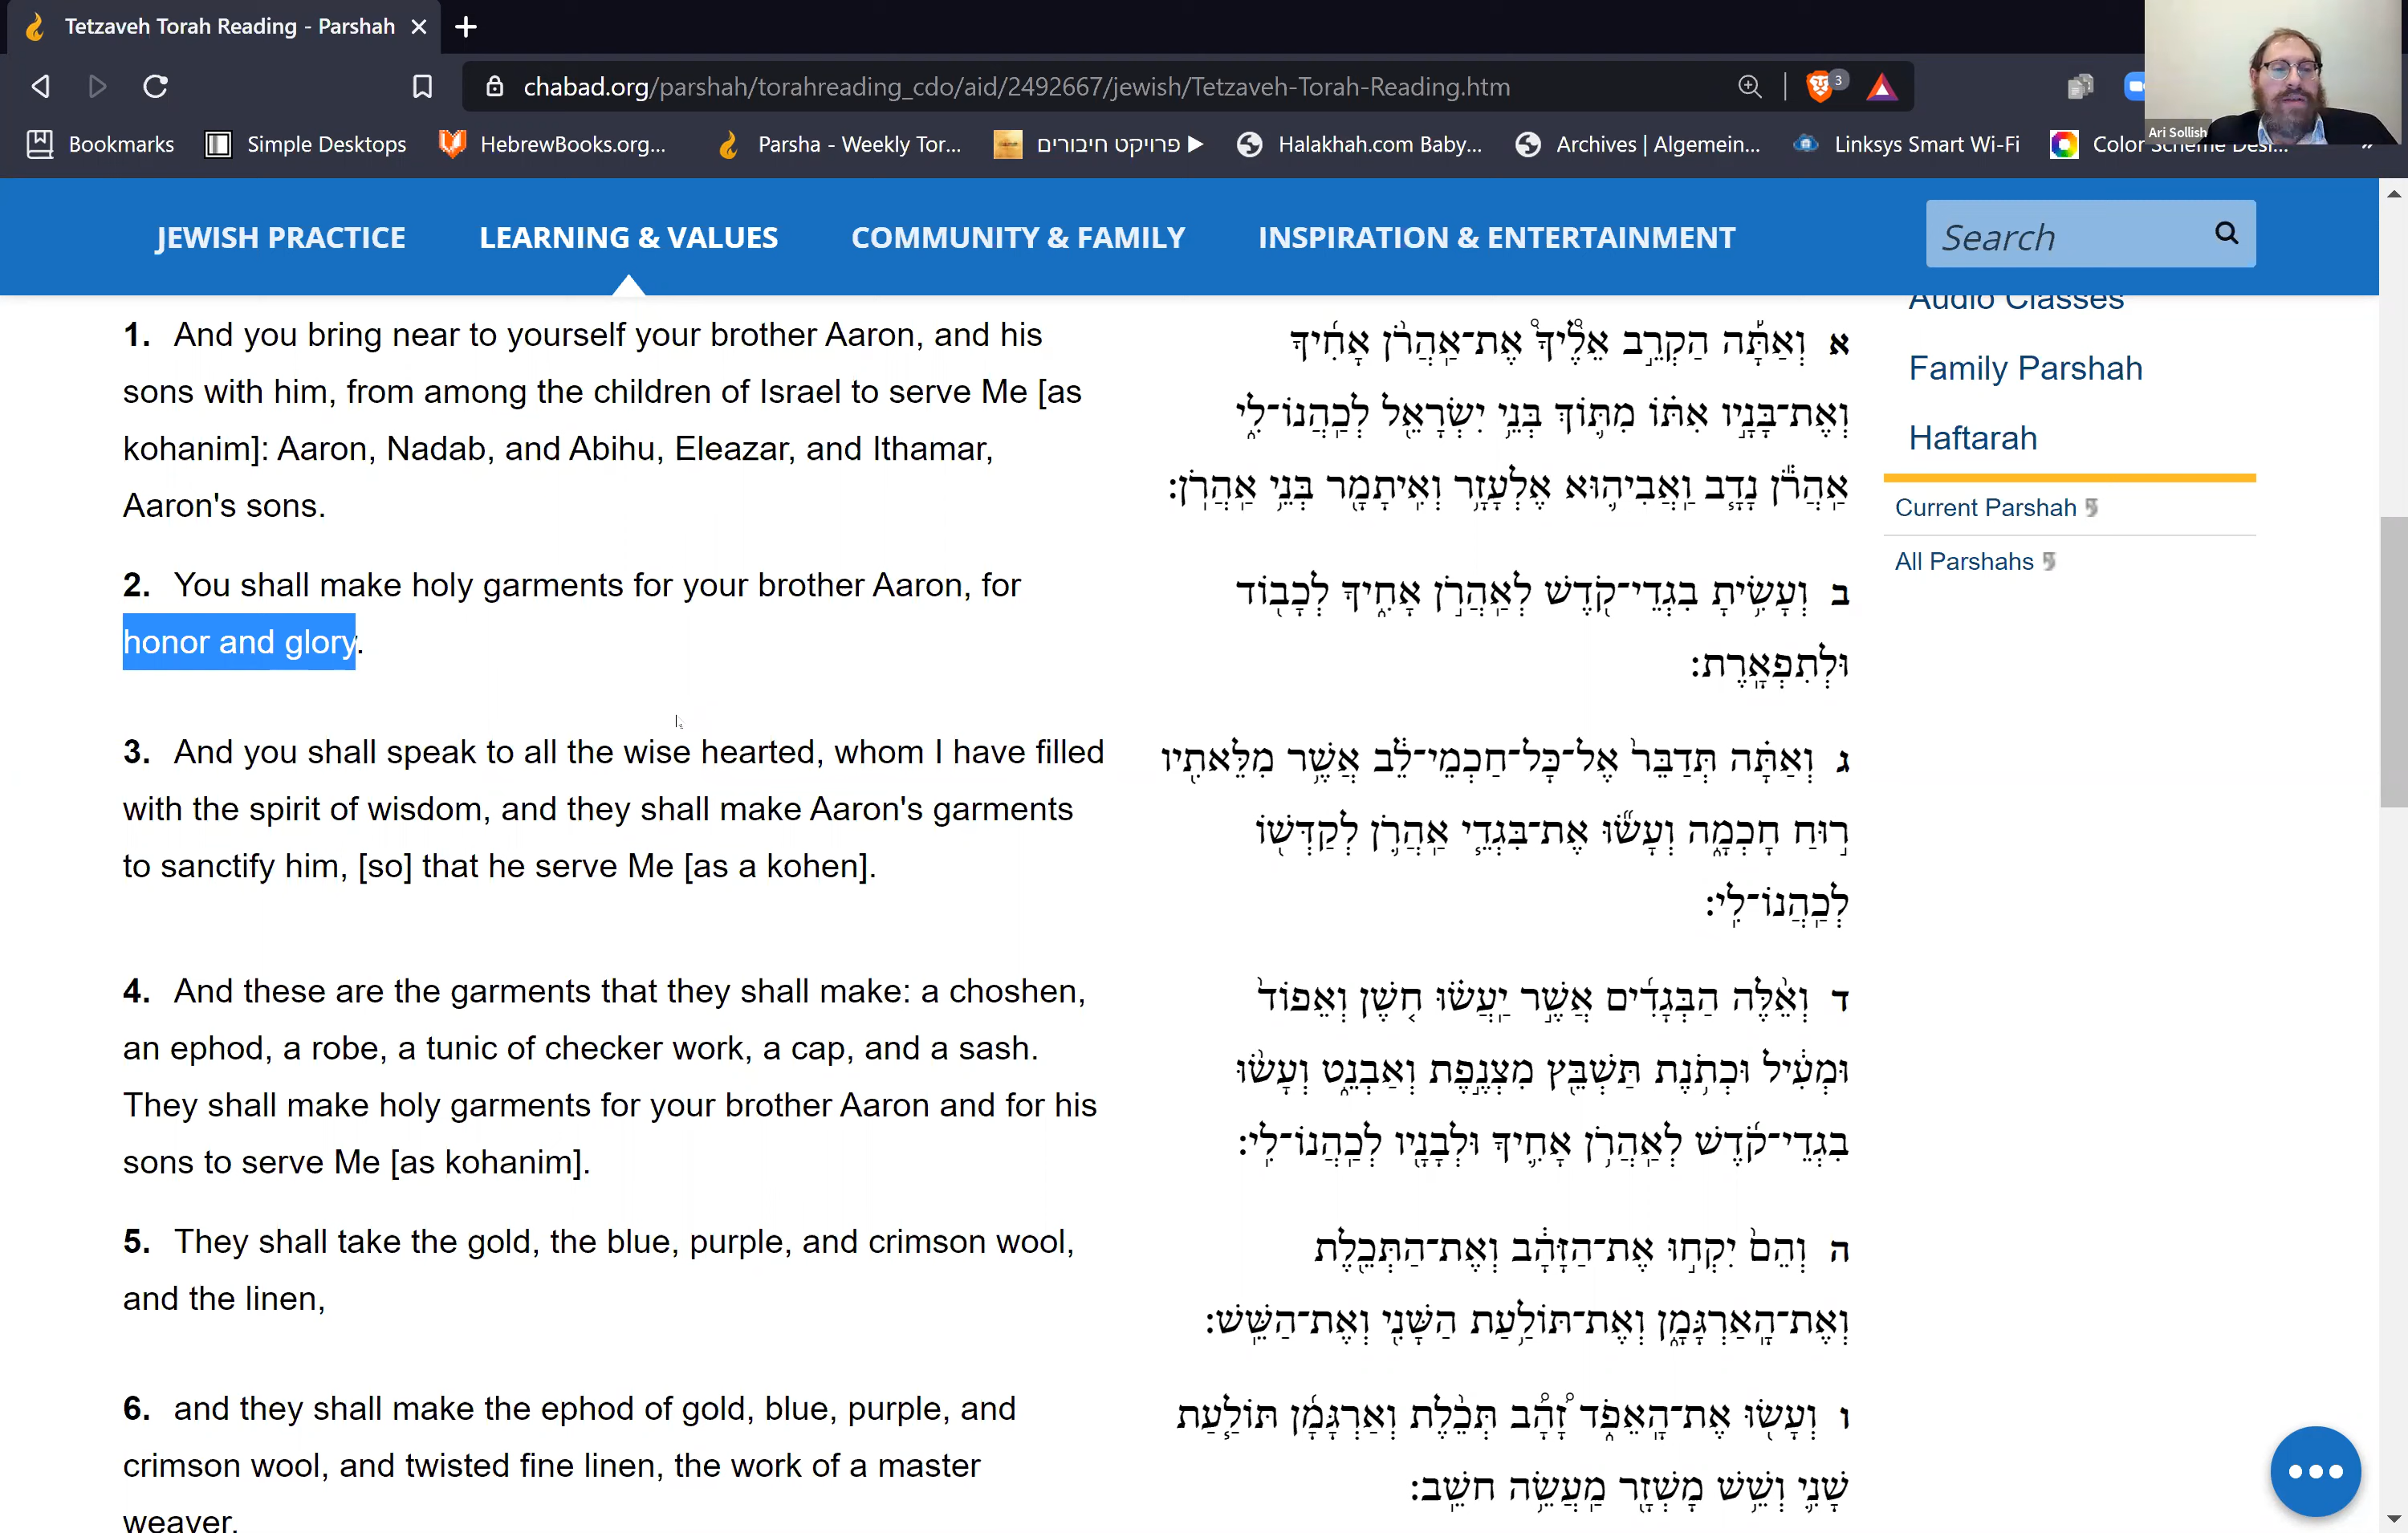 Tetzaveh Torah Reading - Parshah
chabad.org/parshah/torahreading_cdo/aid/2492667/jewish/Tetzaveh-Torah-Reading.htm
3
Ari Sollish
Bookmarks Simple Desktops HebrewBooks.org... Parsha - Weekly Tor... פרויקט חיבורים Halakhah.com Baby... Archives | Algemein... Linksys Smart Wi-Fi Color Scheme Desi... »
JEWISH PRACTICE LEARNING & VALUES COMMUNITY & FAMILY INSPIRATION & ENTERTAINMENT Search
Audio Classes
Family Parshah
Haftarah
Current Parshah
All Parshahs
1. And you bring near to yourself your brother Aaron, and his
sons with him, from among the children of Israel to serve Me [as
kohanim]: Aaron, Nadab, and Abihu, Eleazar, and Ithamar,
Aaron's sons.
א וְאַתָּ֡ה הַקְרֵ֣ב אֵלֶ֩יךָ֩ אֶת־אַֽהֲרֹ֨ן אָחִ֜יךָ
וְאֶת־בָּנָ֣יו אִתּ֗וֹ מִתּ֛וֹךְ בְּנֵ֥י יִשְׂרָאֵ֖ל לְכַֽהֲנוֹ־לִ֑י
אַֽהֲרֹ֕ן נָדָ֧ב וַֽאֲבִיה֛וּא אֶלְעָזָ֥ר וְאִֽיתָמָ֖ר בְּנֵ֥י אַֽהֲרֹֽן:
2. You shall make holy garments for your brother Aaron, for
honor and glory.
ב וְעָשִׂ֥יתָ בִגְדֵי־קֹ֖דֶשׁ לְאַֽהֲרֹ֣ן אָחִ֑יךָ לְכָב֖וֹד
וּלְתִפְאָֽרֶת:
3. And you shall speak to all the wise hearted, whom I have filled
with the spirit of wisdom, and they shall make Aaron's garments
to sanctify him, [so] that he serve Me [as a kohen].
ג וְאַתָּ֗ה תְּדַבֵּר֙ אֶל־כָּל־חַכְמֵי־לֵ֔ב אֲשֶׁ֥ר מִלֵּאתִ֖יו
ר֣וּחַ חָכְמָ֑ה וְעָשׂ֞וּ אֶת־בִּגְדֵ֧י אַֽהֲרֹ֛ן לְקַדְּשׁ֖וֹ
לְכַֽהֲנוֹ־לִֽי:
4. And these are the garments that they shall make: a choshen,
an ephod, a robe, a tunic of checker work, a cap, and a sash.
They shall make holy garments for your brother Aaron and for his
sons to serve Me [as kohanim].
ד וְאֵ֨לֶּה הַבְּגָדִ֜ים אֲשֶׁ֣ר יַֽעֲשׂ֗וּ חֹ֤שֶׁן וְאֵפוֹד֙
וּמְעִ֔יל וּכְתֹ֥נֶת תַּשְׁבֵּ֖ץ מִצְנֶ֣פֶת וְאַבְנֵ֑ט וְעָשׂ֨וּ
בִגְדֵי־קֹ֜דֶשׁ לְאַֽהֲרֹ֥ן אָחִ֛יךָ וּלְבָנָ֖יו לְכַֽהֲנוֹ־לִֽי:
5. They shall take the gold, the blue, purple, and crimson wool,
and the linen,
ה וְהֵם֙ יִקְח֣וּ אֶת־הַזָּהָ֔ב וְאֶת־הַתְּכֵ֖לֶת
וְאֶת־הָֽאַרְגָּמָ֑ן וְאֶת־תּוֹלַ֥עַת הַשָּׁנִ֖י וְאֶת־הַשֵּֽׁשׁ:
6. and they shall make the ephod of gold, blue, purple, and
crimson wool, and twisted fine linen, the work of a master
weaver.
ו וְעָשׂ֖וּ אֶת־הָֽאֵפֹ֑ד זָ֠הָ֠ב תְּכֵ֨לֶת וְאַרְגָּמָ֜ן תּוֹלַ֧עַת
שָׁנִ֛י וְשֵׁ֥שׁ מָשְׁזָ֖ר מַֽעֲשֵׂ֥ה חשֵֽׁב: